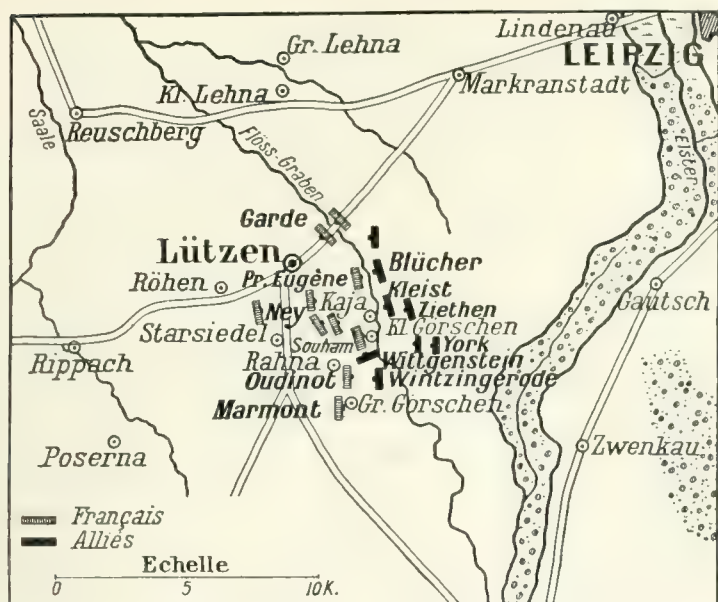 Lindenau
Gr. Lehna
LEIPZIG
Markranstadt
Kl. Lehna
Reuschberg
Saale
Flöss-Graben
Elster
Garde
Lützen
Blücher
Röhen
Pr. Eugène
Kleist
Gautsch
Ney
Kaja
Ziethen
Kl. Gorschen
Starsiedel
Souham
York
Rippach
Rahna
Wittgenstein
Oudinot
Wintzingerode
Marmont
Gr. Gorschen
Poserna
Zwenkau
Français
Alliés
Echelle
0 5 10K.